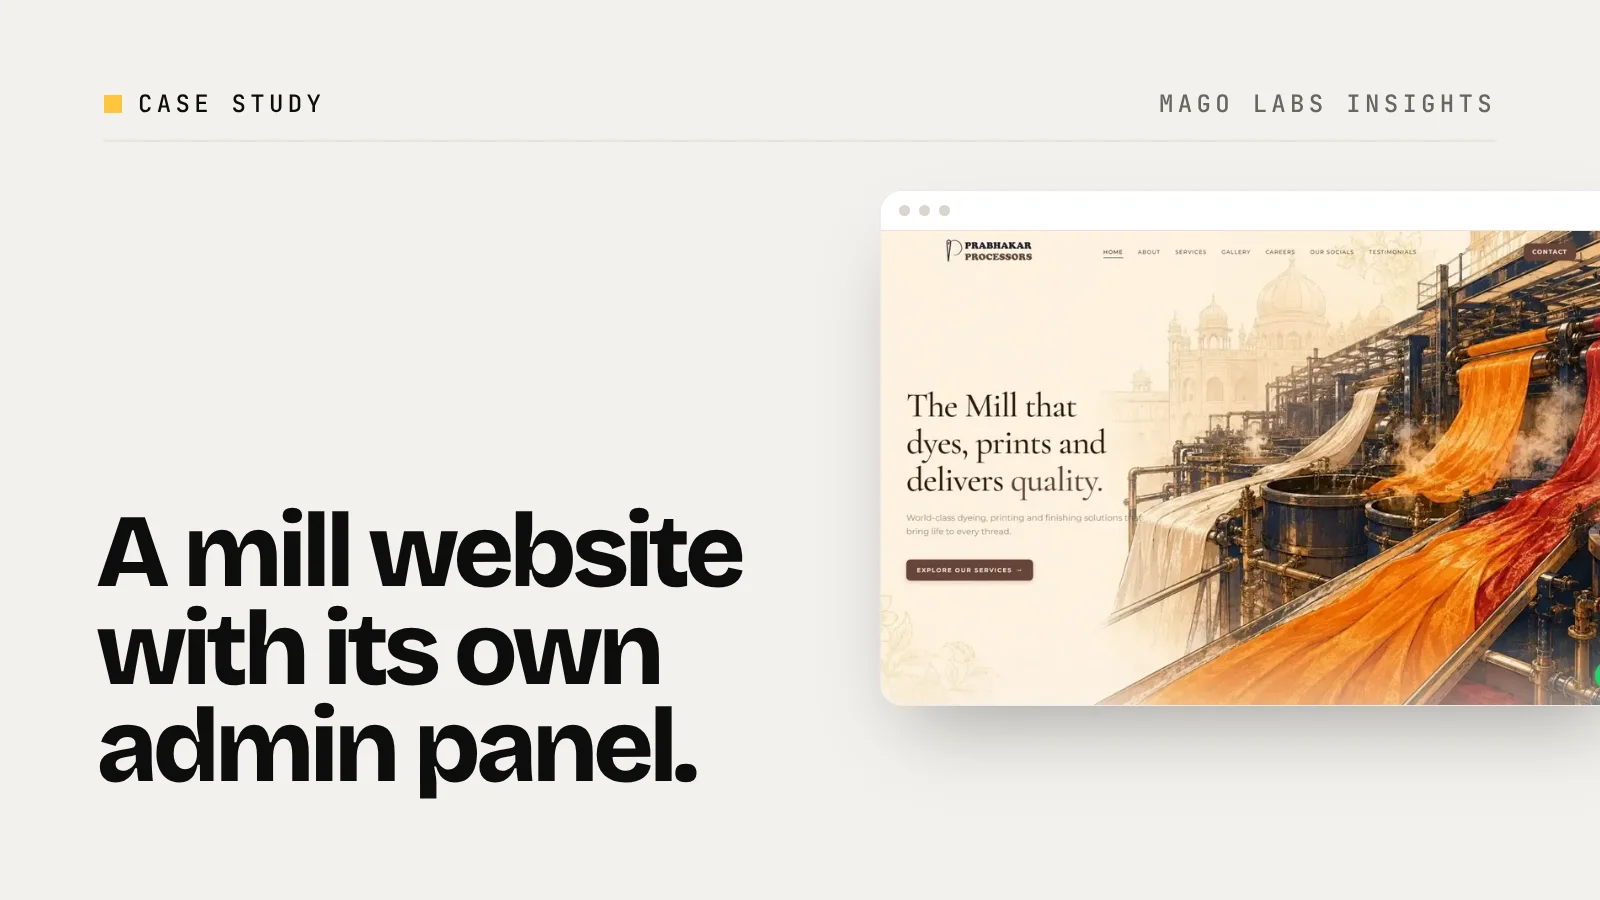 CASE STUDY
MAGO LABS INSIGHTS
PRABHAKAR
PROCESSORS
HOME ABOUT SERVICES GALLERY CAREERS OUR SOCIALS TESTIMONIALS CONTACT
The Mill that
dyes, prints and
delivers quality.
World-class dyeing, printing and finishing solutions that
bring life to every thread.
EXPLORE OUR SERVICES →
A mill website
with its own
admin panel.